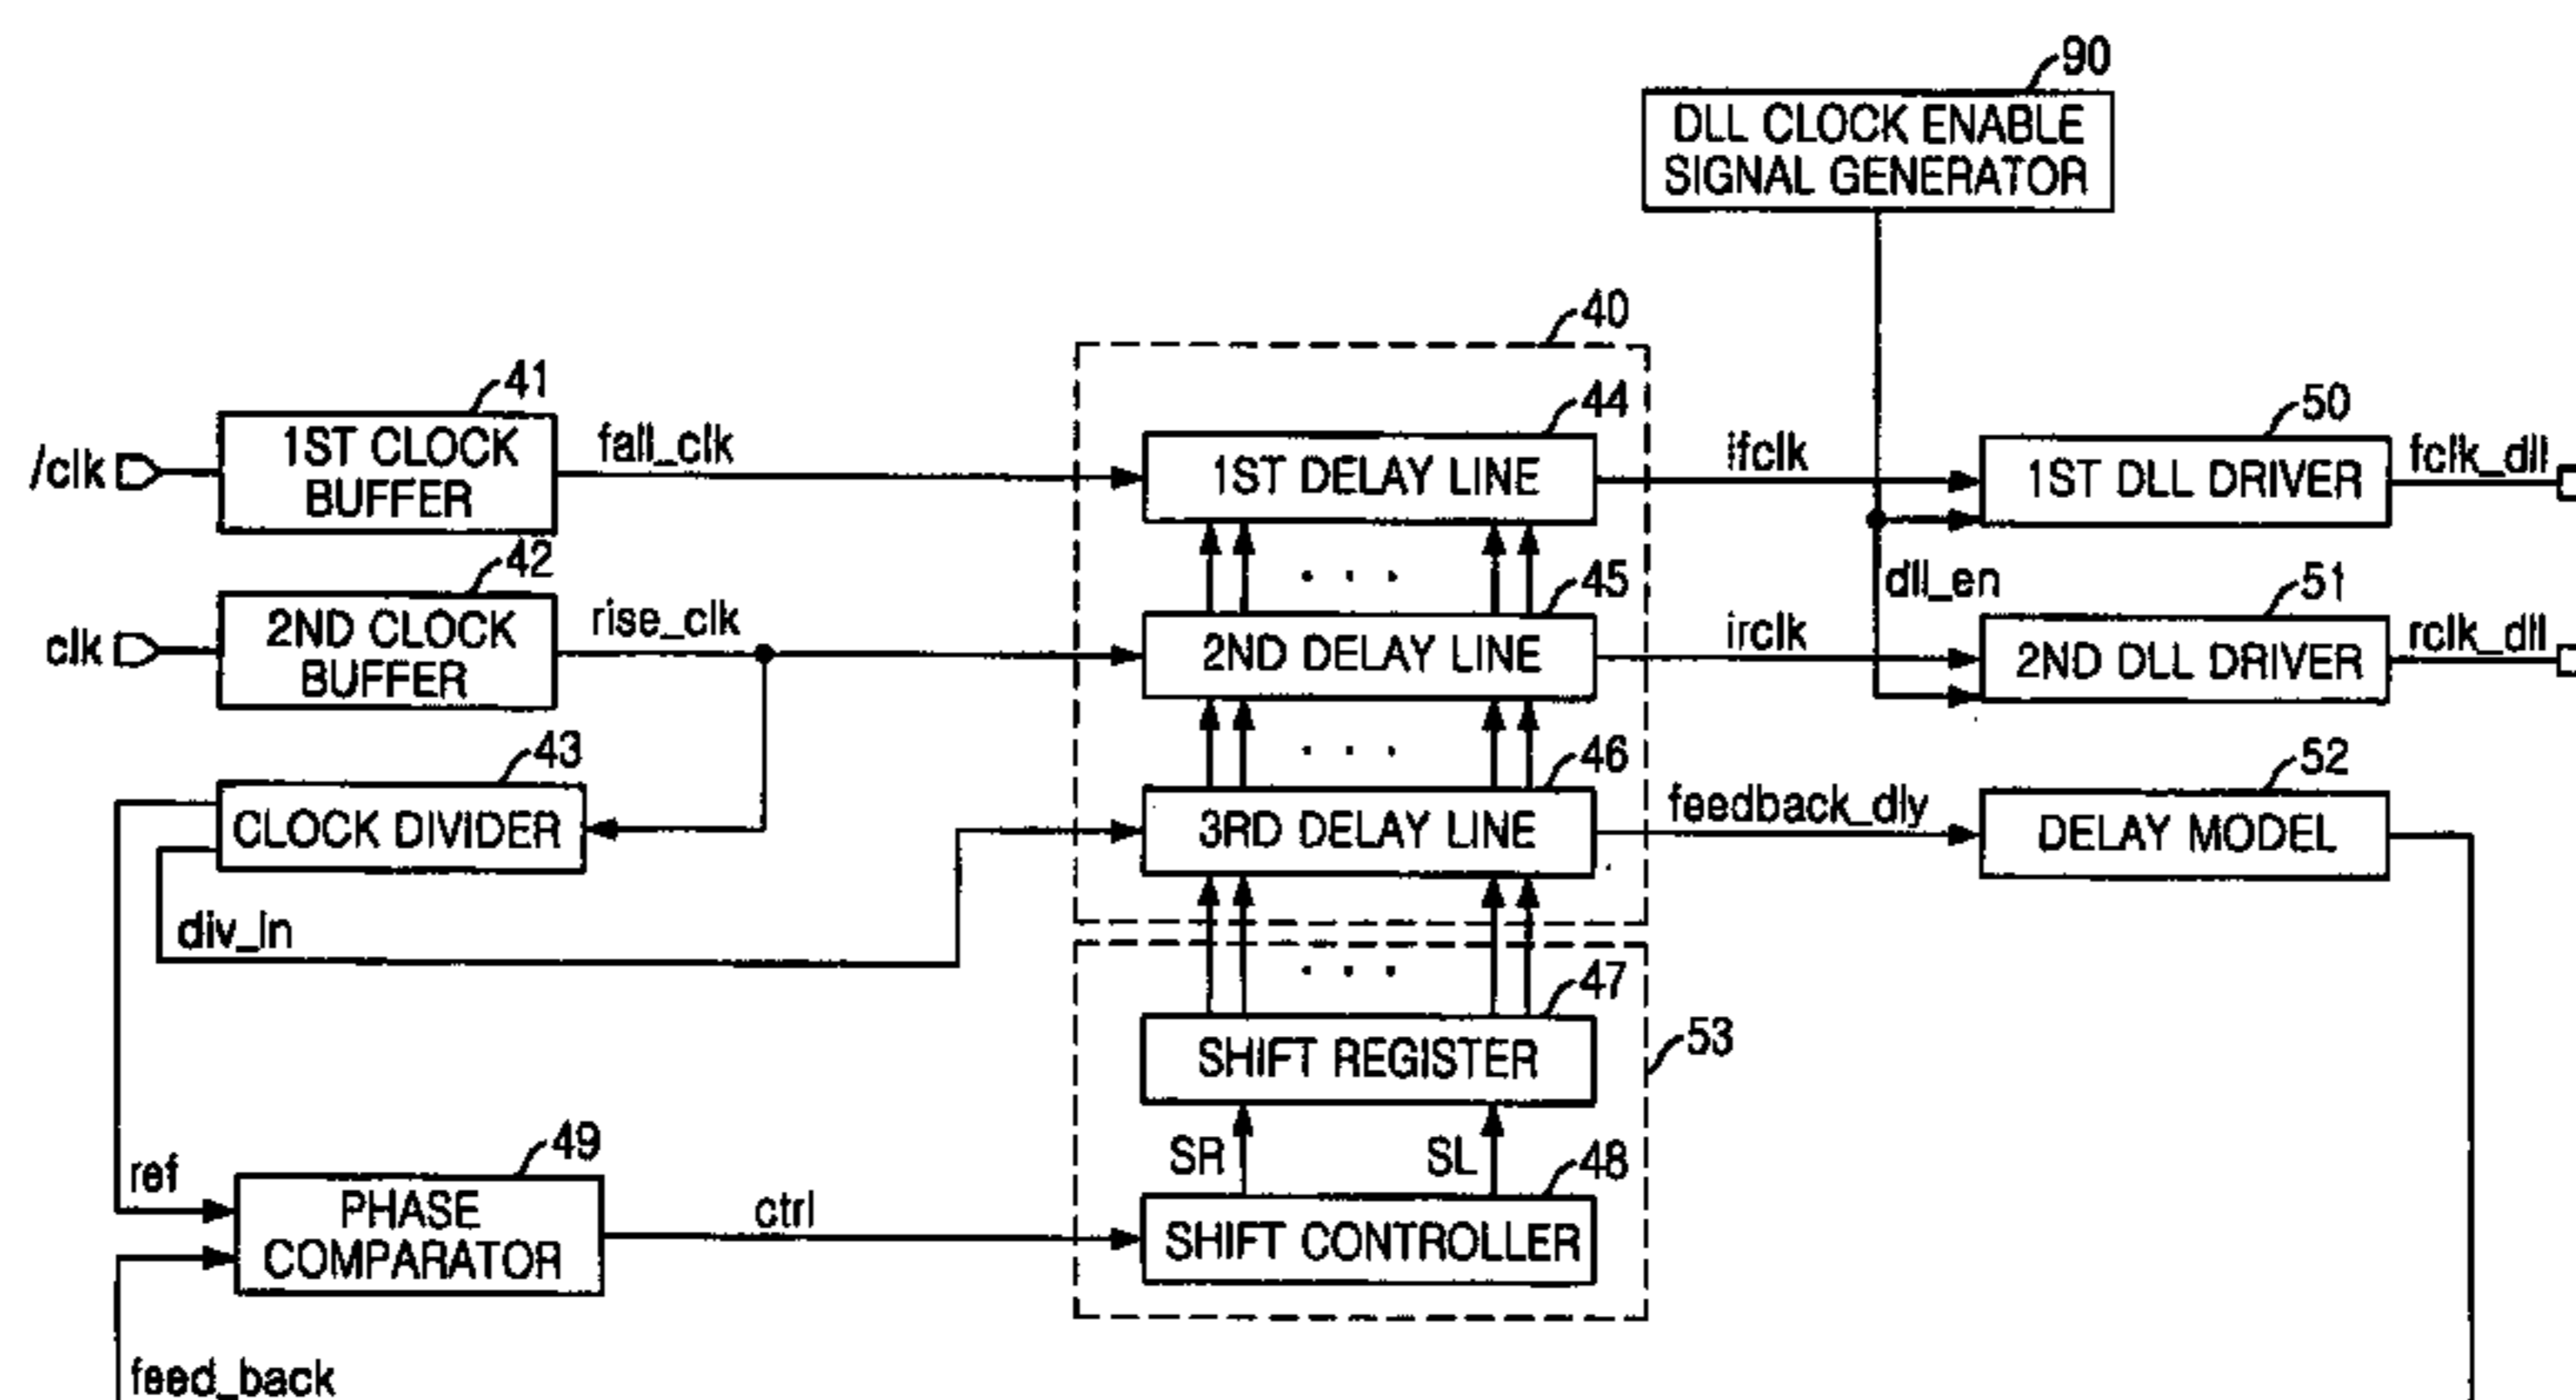 90
DLL CLOCK ENABLE
SIGNAL GENERATOR
40
41
1ST CLOCK
BUFFER
/clk
fall_clk
44
1ST DELAY LINE
ifclk
50
1ST DLL DRIVER
fclk_dll
42
2ND CLOCK
BUFFER
clk
rise_clk
. . .
45
2ND DELAY LINE
irclk
dll_en
51
2ND DLL DRIVER
rclk_dll
43
CLOCK DIVIDER
. . .
46
3RD DELAY LINE
feedback_dly
52
DELAY MODEL
div_in
. . .
47
SHIFT REGISTER
53
SR
SL
48
SHIFT CONTROLLER
49
ref
PHASE
COMPARATOR
ctrl
feed_back